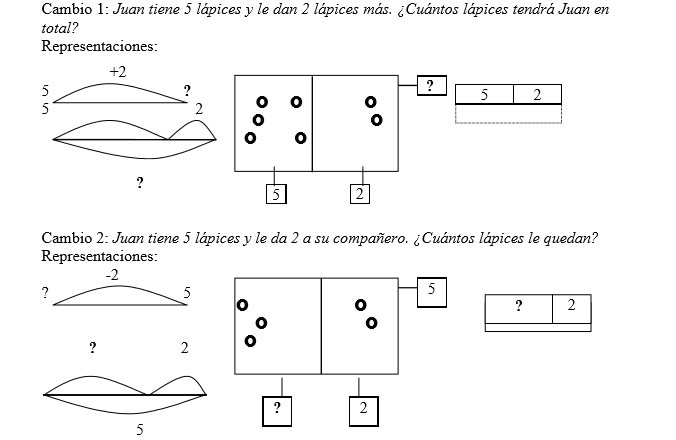 Cambio 1: Juan tiene 5 lápices y le dan 2 lápices más. ¿Cuántos lápices tendrá Juan en
total?
Representaciones:
+2
5 ?
5 2
?
?
5 2
5 2
Cambio 2: Juan tiene 5 lápices y le da 2 a su compañero. ¿Cuántos lápices le quedan?
Representaciones:
-2
? 5
? 2
5
5
? 2
? 2